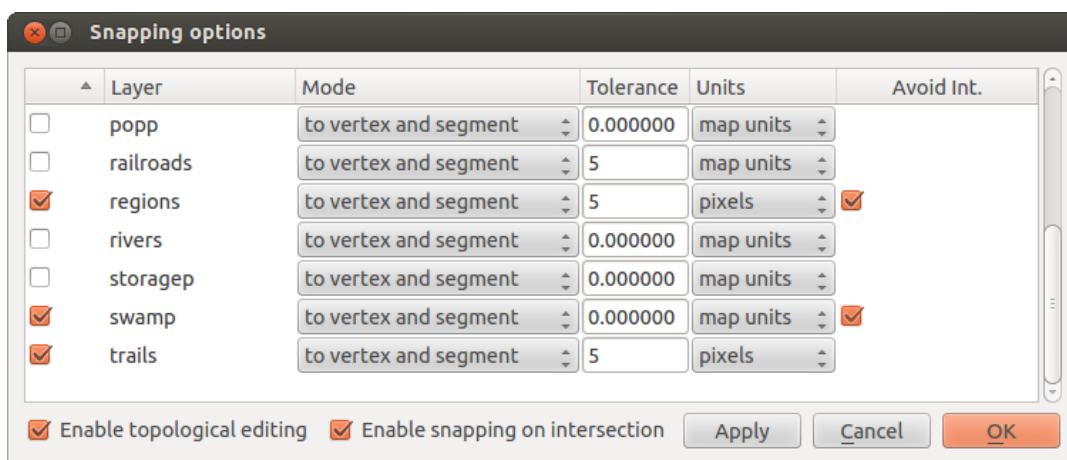 Snapping options
Layer Mode Tolerance Units Avoid Int.
popp to vertex and segment 0.000000 map units
railroads to vertex and segment 5 map units
regions to vertex and segment 5 pixels
rivers to vertex and segment 0.000000 map units
storagep to vertex and segment 0.000000 map units
swamp to vertex and segment 0.000000 map units
trails to vertex and segment 5 pixels
Enable topological editing Enable snapping on intersection Apply Cancel OK